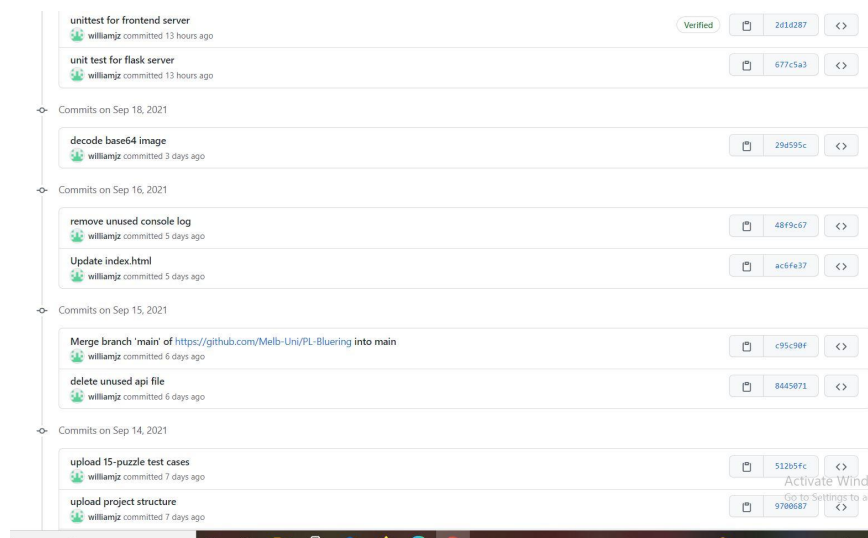 unittest for frontend server
williamjz committed 13 hours ago
Verified
2d1d287
unit test for flask server
williamjz committed 13 hours ago
677c5a3
Commits on Sep 18, 2021
decode base64 image
williamjz committed 3 days ago
29d595c
Commits on Sep 16, 2021
remove unused console log
williamjz committed 5 days ago
48f9c67
Update index.html
williamjz committed 5 days ago
ac6fe37
Commits on Sep 15, 2021
Merge branch 'main' of https://github.com/Melb-Uni/PL-Bluering into main
williamjz committed 6 days ago
c95c90f
delete unused api file
williamjz committed 6 days ago
8445071
Commits on Sep 14, 2021
upload 15-puzzle test cases
williamjz committed 7 days ago
512b5fc
Activate Wind
upload project structure
williamjz committed 7 days ago
9700687
Go to Settings to a